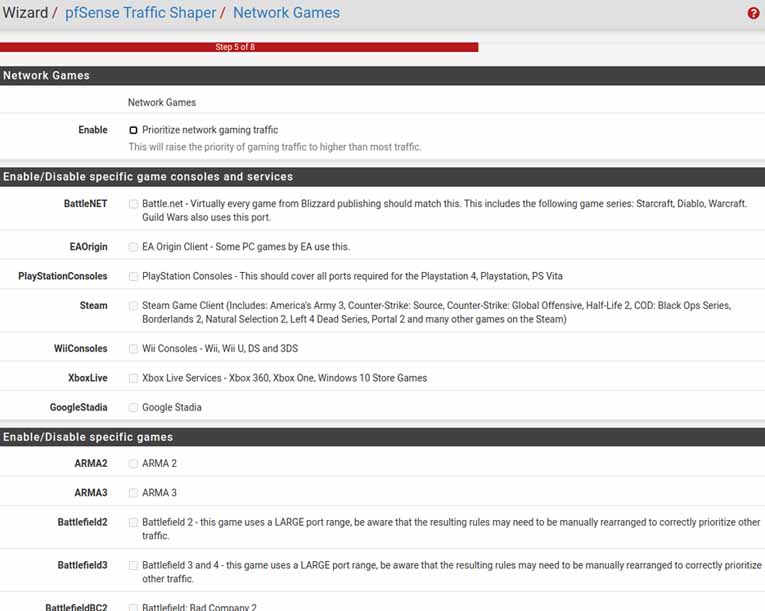 Wizard / pfSense Traffic Shaper / Network Games
?
Step 5 of 8
Network Games
Network Games
Enable Prioritize network gaming traffic
This will raise the priority of gaming traffic to higher than most traffic.
Enable/Disable specific game consoles and services
BattleNET Battle.net - Virtually every game from Blizzard publishing should match this. This includes the following game series: Starcraft, Diablo, Warcraft.
Guild Wars also uses this port.
EAOrigin EA Origin Client - Some PC games by EA use this.
PlayStationConsoles PlayStation Consoles - This should cover all ports required for the Playstation 4, Playstation, PS Vita
Steam Steam Game Client (Includes: America's Army 3, Counter-Strike: Source, Counter-Strike: Global Offensive, Half-Life 2, COD: Black Ops Series,
Borderlands 2, Natural Selection 2, Left 4 Dead Series, Portal 2 and many other games on the Steam)
WiiConsoles Wii Consoles - Wii, Wii U, DS and 3DS
XboxLive Xbox Live Services - Xbox 360, Xbox One, Windows 10 Store Games
GoogleStadia Google Stadia
Enable/Disable specific games
ARMA2 ARMA 2
ARMA3 ARMA 3
Battlefield2 Battlefield 2 - this game uses a LARGE port range, be aware that the resulting rules may need to be manually rearranged to correctly prioritize other
traffic.
Battlefield3 Battlefield 3 and 4 - this game uses a LARGE port range, be aware that the resulting rules may need to be manually rearranged to correctly prioritize
other traffic.
BattlefieldBC2 Battlefield: Bad Company 2